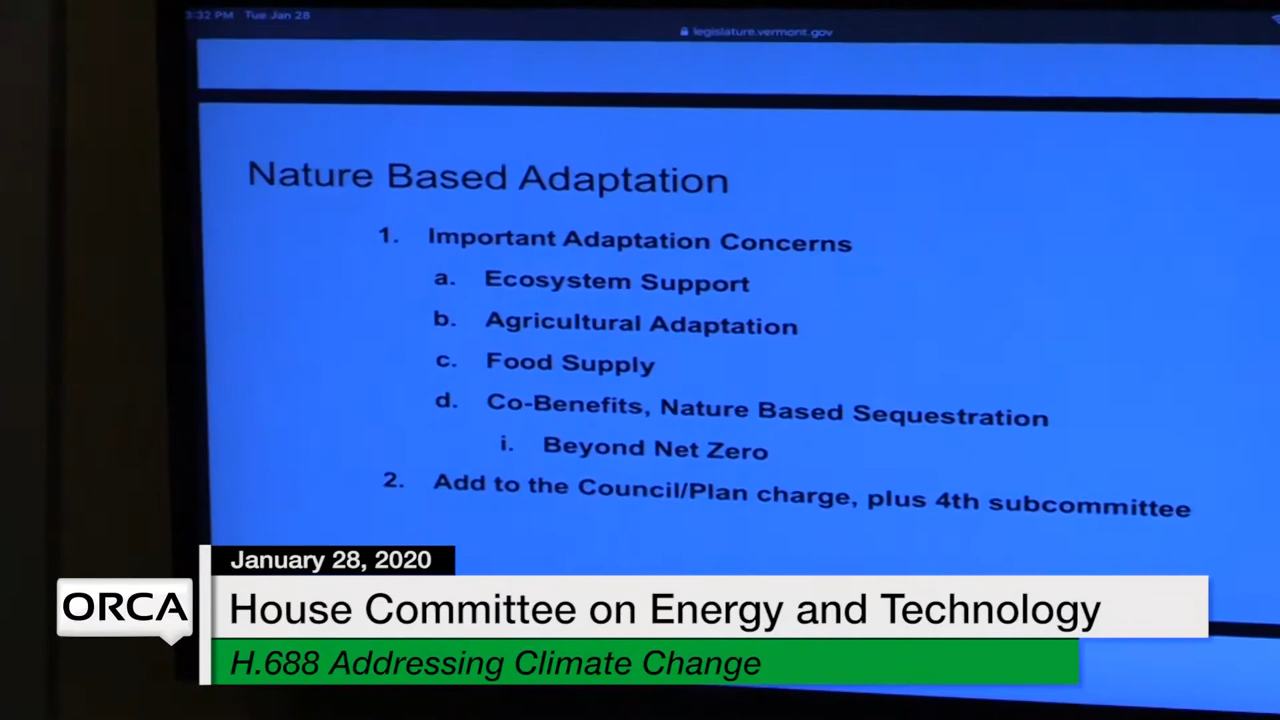 3:32 PM Tue Jan 28
legislature.vermont.gov
Nature Based Adaptation
1. Important Adaptation Concerns
a. Ecosystem Support
b. Agricultural Adaptation
c. Food Supply
d. Co-Benefits, Nature Based Sequestration
i. Beyond Net Zero
2. Add to the Council/Plan charge, plus 4th subcommittee
January 28, 2020
ORCA
House Committee on Energy and Technology
H.688 Addressing Climate Change